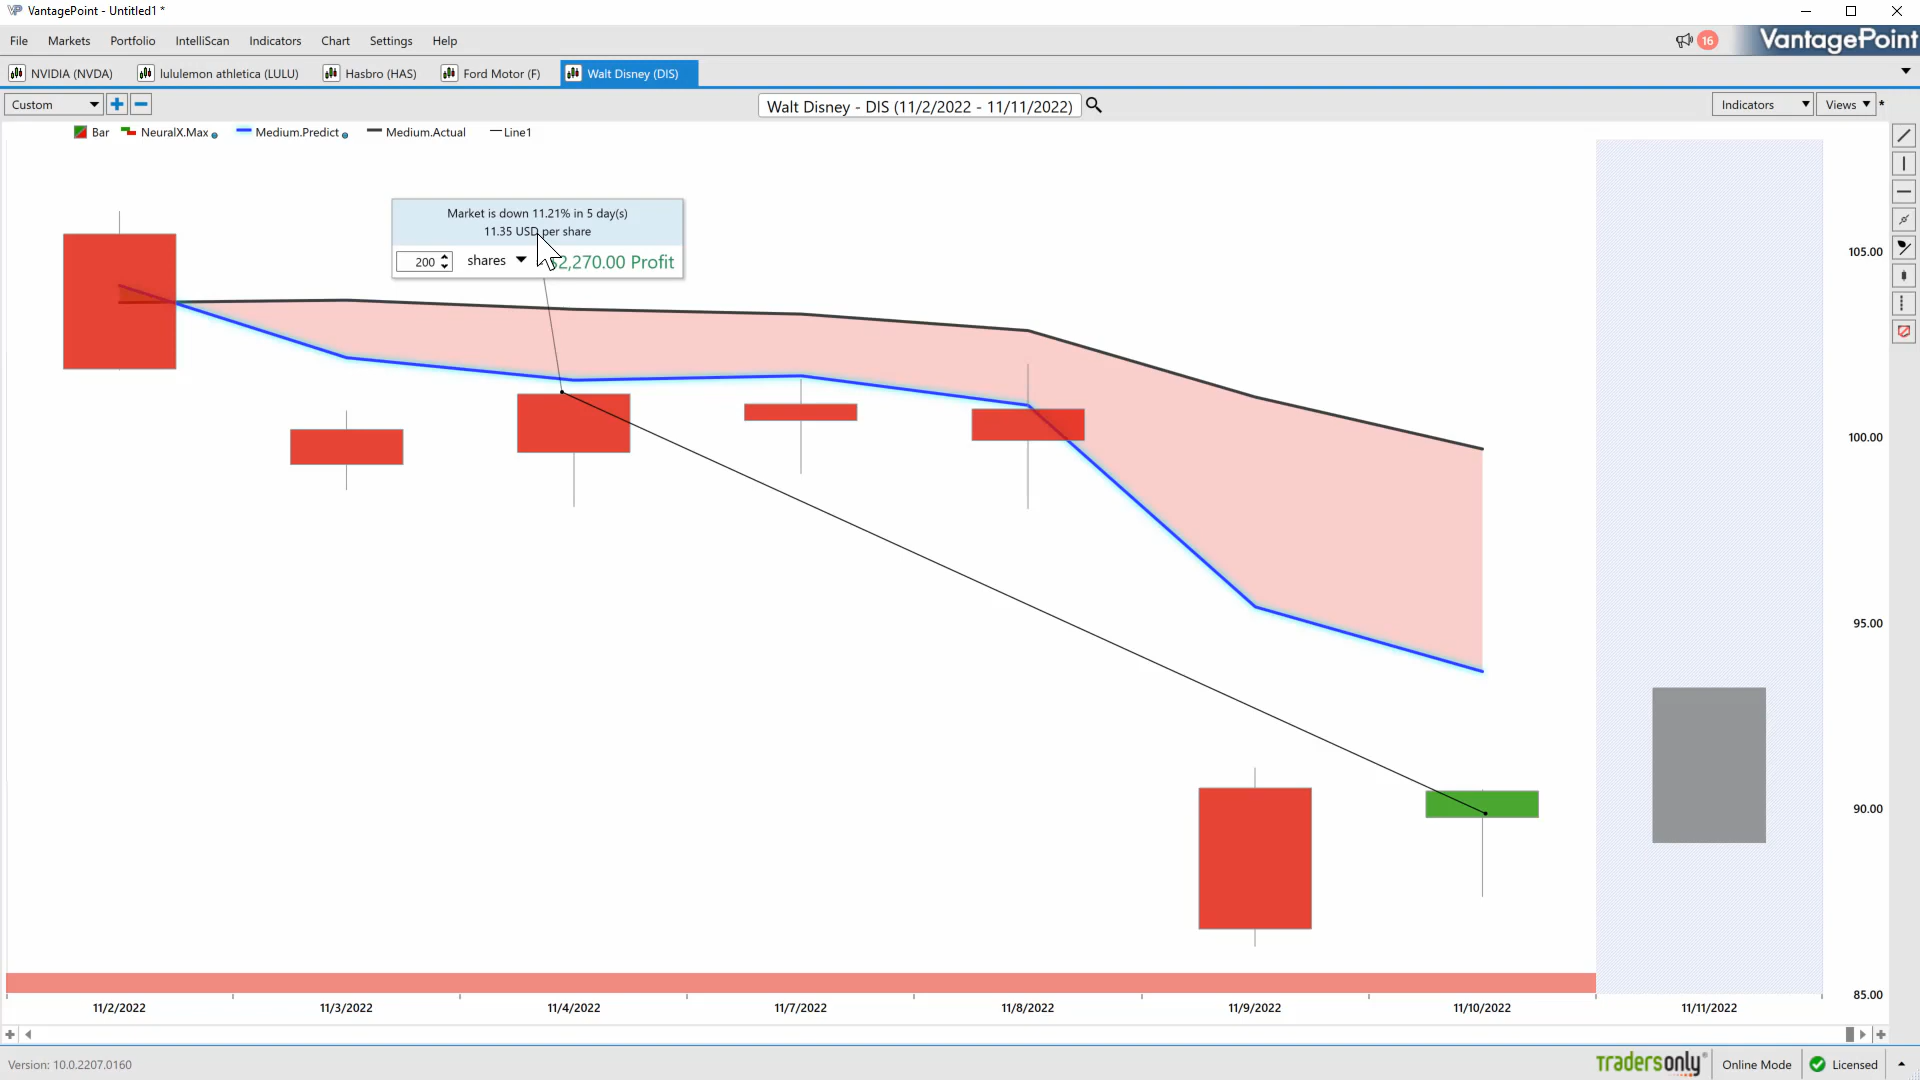 VantagePoint - Untitled1 *
File Markets Portfolio IntelliScan Indicators Chart Settings Help
16
VantagePoint
NVIDIA (NVDA) lululemon athletica (LULU) Hasbro (HAS) Ford Motor (F) Walt Disney (DIS)
Custom
Walt Disney - DIS (11/2/2022 - 11/11/2022)
Indicators Views *
Bar NeuralX.Max Medium.Predict Medium.Actual Line1
Market is down 11.21% in 5 day(s)
11.35 USD per share
200 shares $2,270.00 Profit
105.00
100.00
95.00
90.00
85.00
11/2/2022 11/3/2022 11/4/2022 11/7/2022 11/8/2022 11/9/2022 11/10/2022 11/11/2022
Version: 10.0.2207.0160
tradersonly Online Mode Licensed